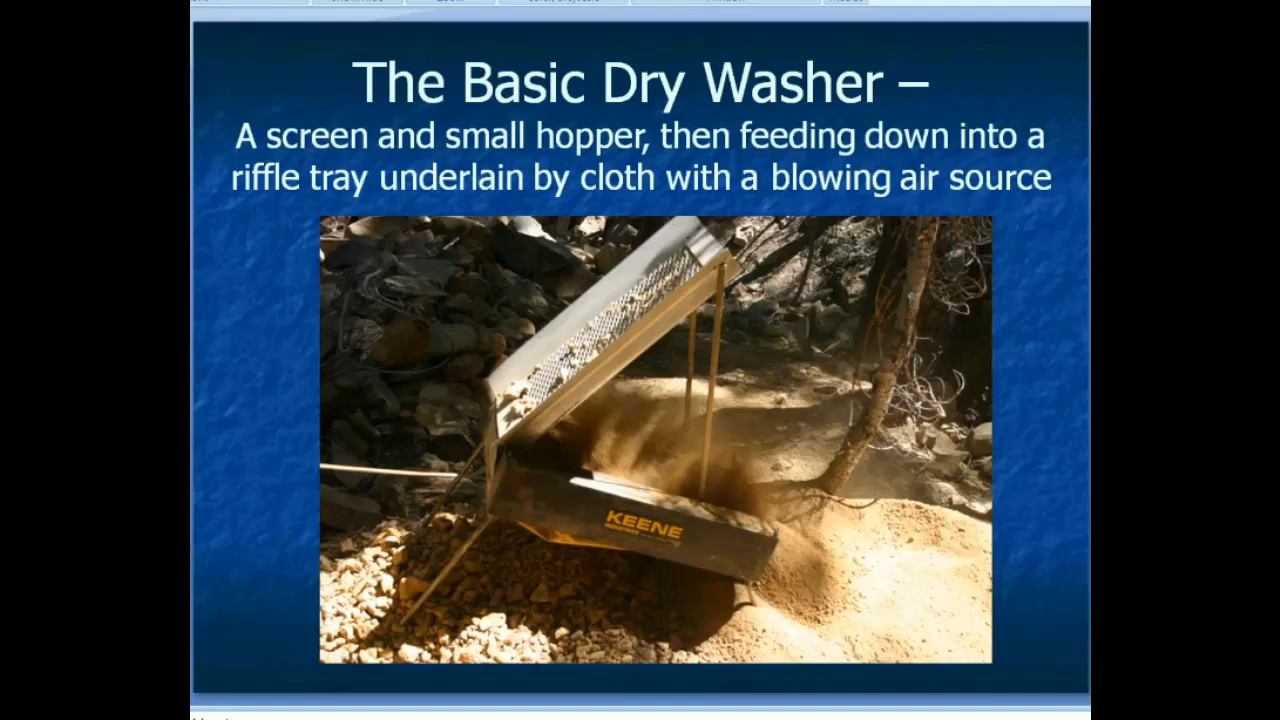 The Basic Dry Washer –
A screen and small hopper, then feeding down into a
riffle tray underlain by cloth with a blowing air source
KEENE